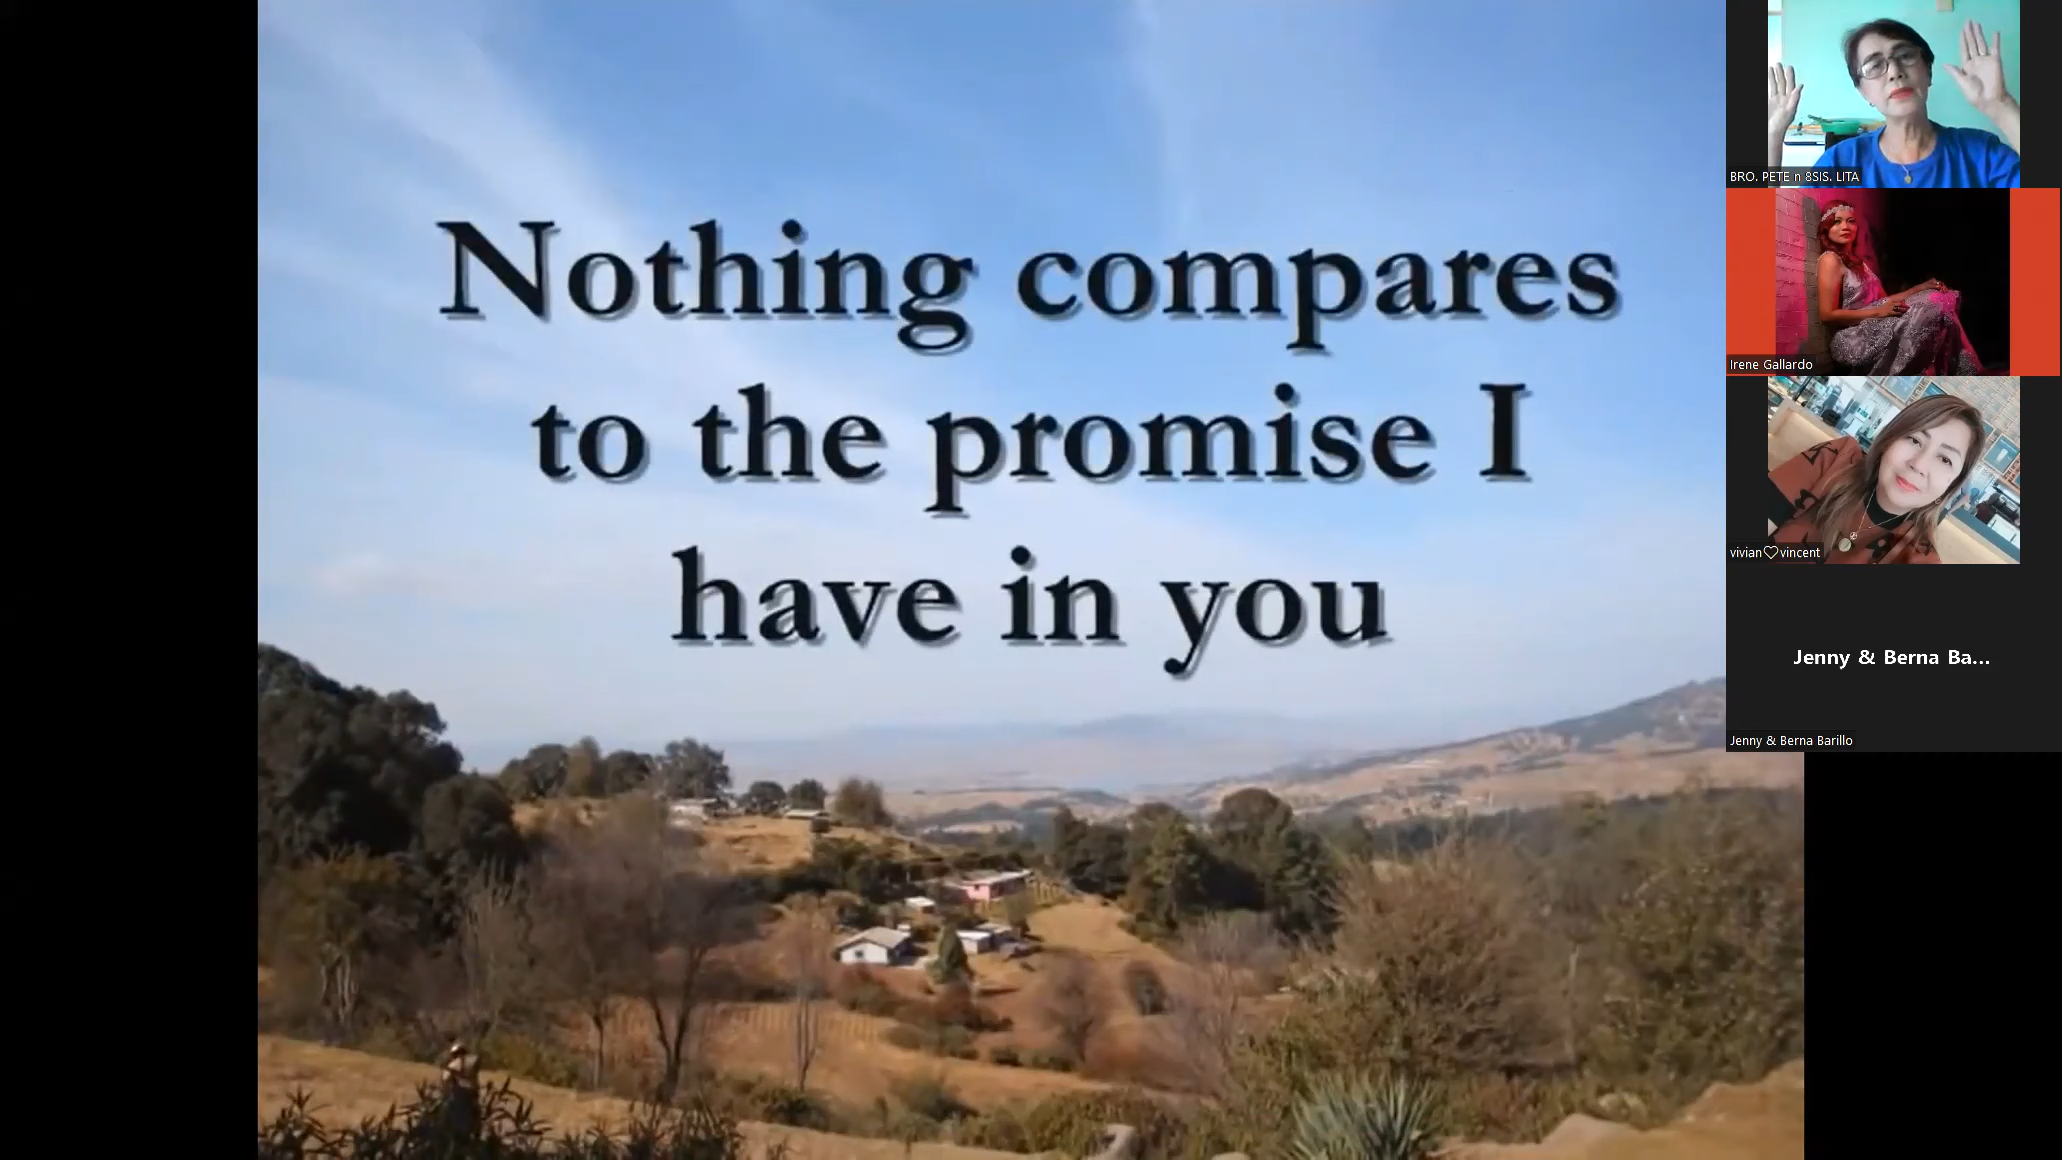 Nothing compares
to the promise I
have in you
BRO. PETE n 8SIS. LITA
Irene Gallardo
vivian♡vincent
Jenny & Berna Ba...
Jenny & Berna Barillo